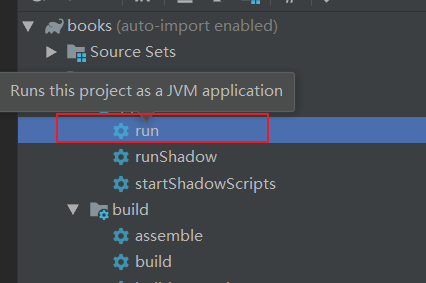 books (auto-import enabled)
Source Sets
Runs this project as a JVM application
run
runShadow
startShadowScripts
build
assemble
build